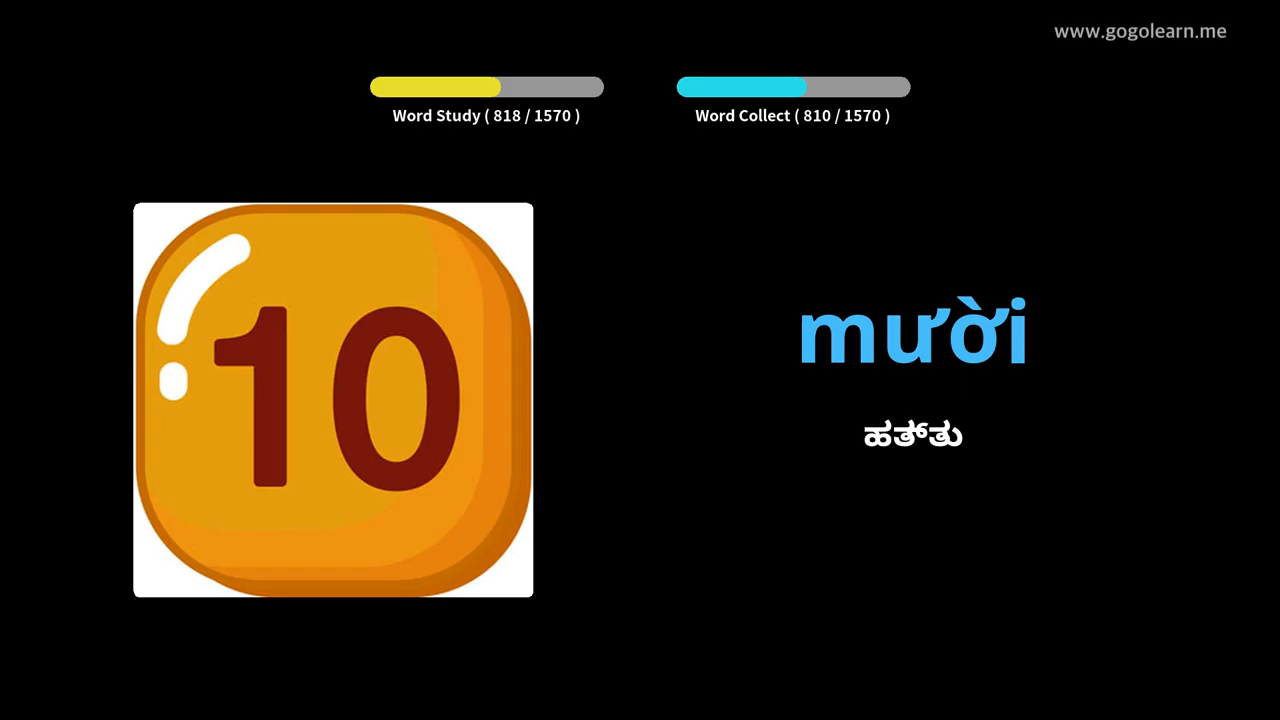 www.gogolearn.me
Word Study ( 818 / 1570 )
Word Collect ( 810 / 1570 )
10
mười
ಹತ್ತು